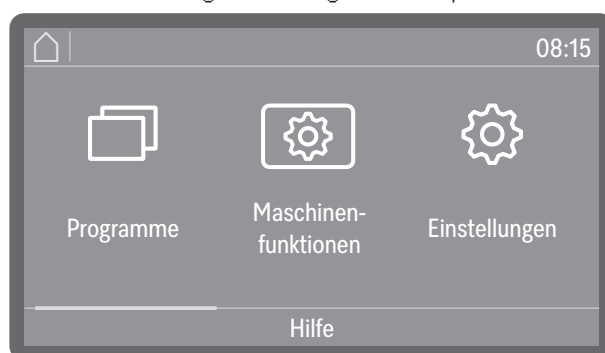 08:15
Programme
Maschinen-
funktionen
Einstellungen
Hilfe